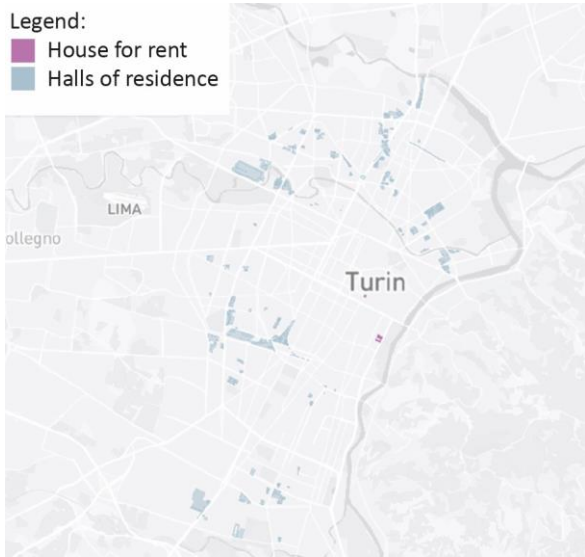 Legend:
House for rent
Halls of residence
LIMA
ollegno
Turin